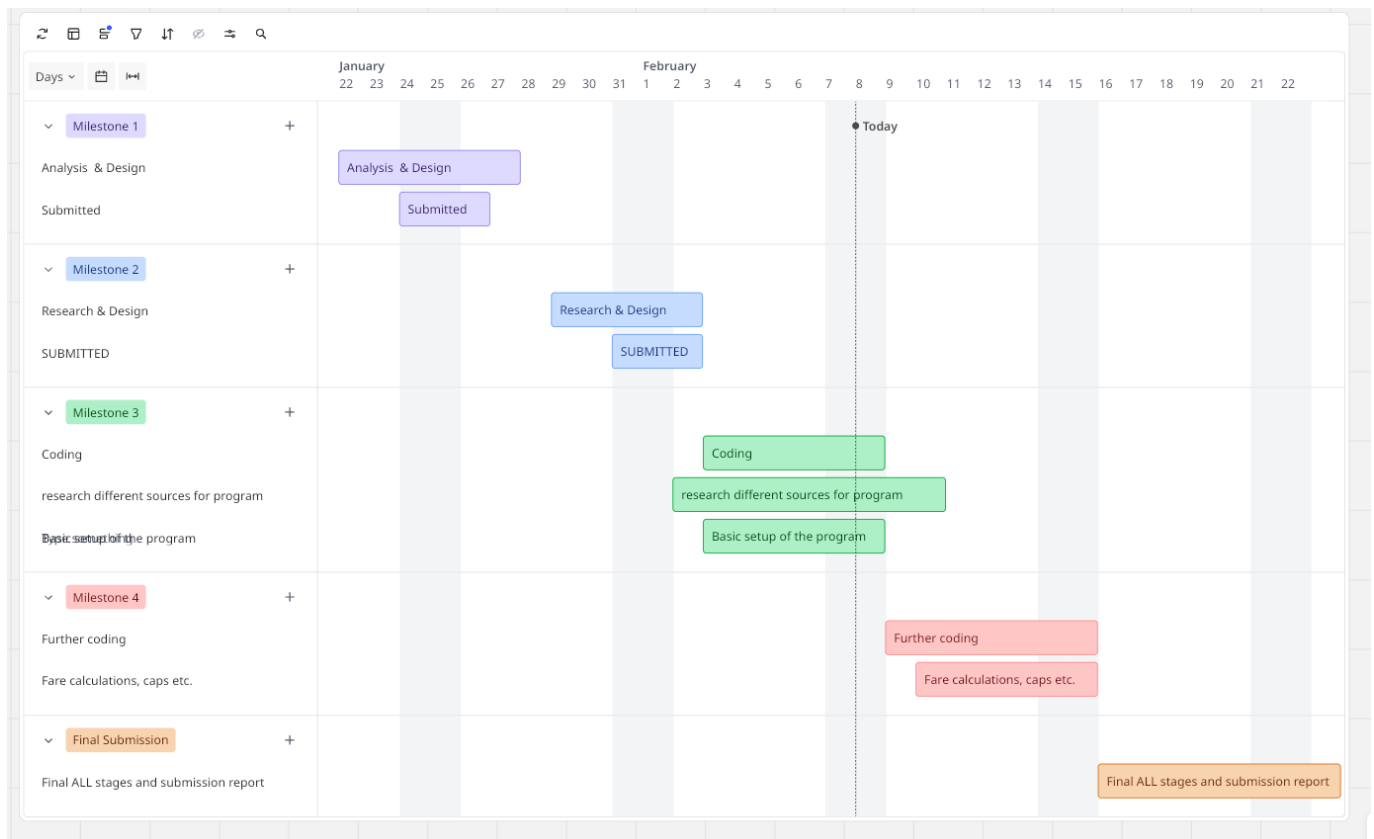 January February
Days 22 23 24 25 26 27 28 29 30 31 1 2 3 4 5 6 7 8 9 10 11 12 13 14 15 16 17 18 19 20 21 22
Milestone 1 + Today
Analysis & Design Analysis & Design
Submitted Submitted
Milestone 2 +
Research & Design Research & Design
SUBMITTED SUBMITTED
Milestone 3 +
Coding Coding
research different sources for program research different sources for program
the program Basic setup of the program
Milestone 4 +
Further coding Further coding
Fare calculations, caps etc. Fare calculations, caps etc.
Final Submission +
Final ALL stages and submission report Final ALL stages and submission report